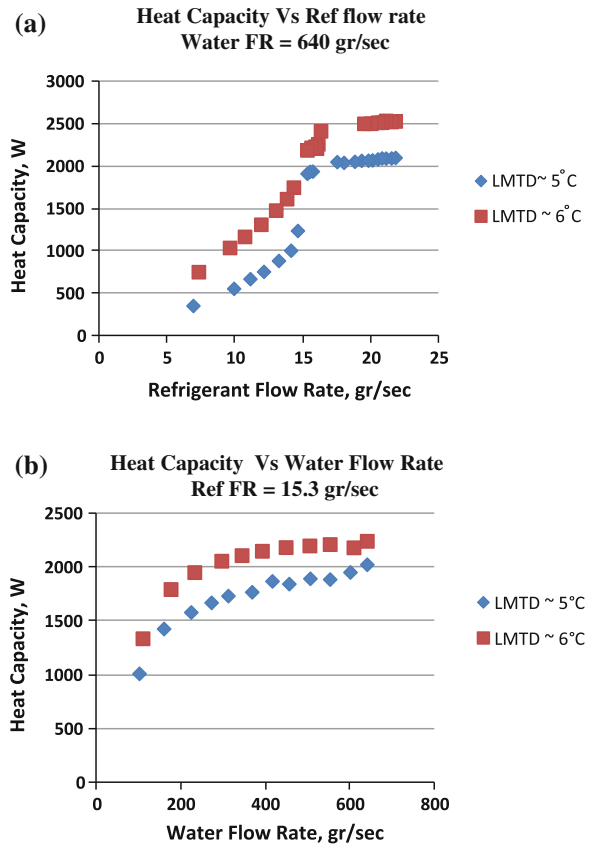 (a)
Heat Capacity Vs Ref flow rate
Water FR = 640 gr/sec
3000
2500
2000
1500
1000
500
0
Heat Capacity, W
0 5 10 15 20 25
Refrigerant Flow Rate, gr/sec
LMTD~ 5°C
LMTD ~ 6°C
(b)
Heat Capacity Vs Water Flow Rate
Ref FR = 15.3 gr/sec
2500
2000
1500
1000
500
0
Heat Capacity, W
0 200 400 600 800
Water Flow Rate, gr/sec
LMTD ~ 5°C
LMTD ~ 6°C